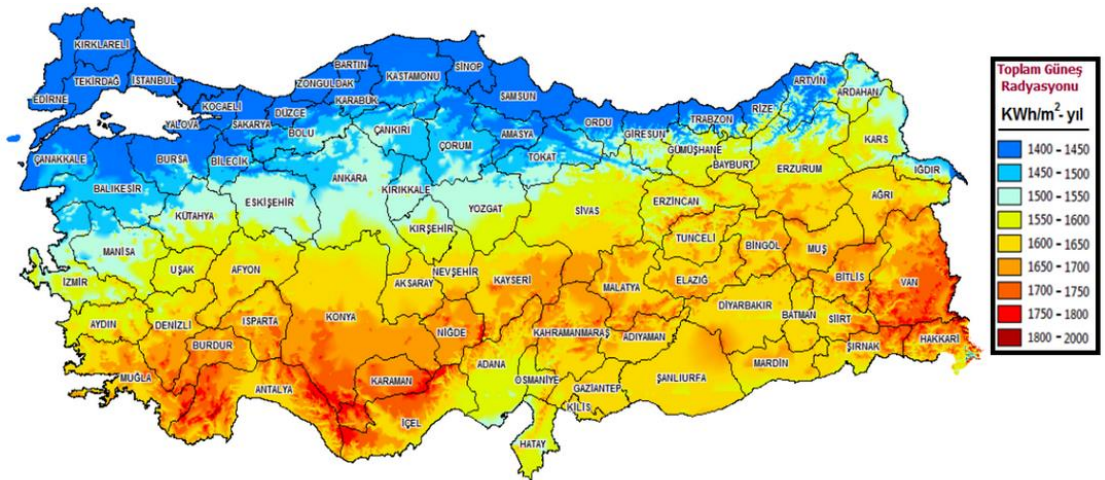 KIRKLARELİ
TEKİRDAĞ
İSTANBUL
EDİRNE
KOCAELİ
YALOVA
SAKARYA
DÜZCE
BOLU
ZONGULDAK
BARTIN
KARABÜK
KASTAMONU
SİNOP
SAMSUN
ÇANKIRI
ÇORUM
AMASYA
ORDU
TOKAT
GİRESUN
TRABZON
RİZE
ARTVİN
ARDAHAN
GÜMÜŞHANE
BAYBURT
KARS
ERZURUM
IĞDIR
AĞRI
ÇANAKKALE
BURSA
BİLECİK
BALIKESİR
KÜTAHYA
ESKİŞEHİR
ANKARA
KIRIKKALE
YOZGAT
KIRŞEHİR
SİVAS
ERZİNCAN
TUNCELİ
BİNGÖL
MUŞ
MANİSA
İZMİR
UŞAK
AFYON
AKSARAY
NEVŞEHİR
KAYSERİ
MALATYA
ELAZIĞ
BİTLİS
VAN
AYDIN
DENİZLİ
ISPARTA
BURDUR
KONYA
NİĞDE
KAHRAMANMARAŞ
ADIYAMAN
DİYARBAKIR
BATMAN
SİİRT
ŞIRNAK
HAKKARİ
MUĞLA
ANTALYA
KARAMAN
İÇEL
ADANA
OSMANİYE
GAZİANTEP
KİLİS
ŞANLIURFA
MARDİN
HATAY
Toplam Güneş
Radyasyonu
KWh/m²- yıl
1400 - 1450
1450 - 1500
1500 - 1550
1550 - 1600
1600 - 1650
1650 - 1700
1700 - 1750
1750 - 1800
1800 - 2000